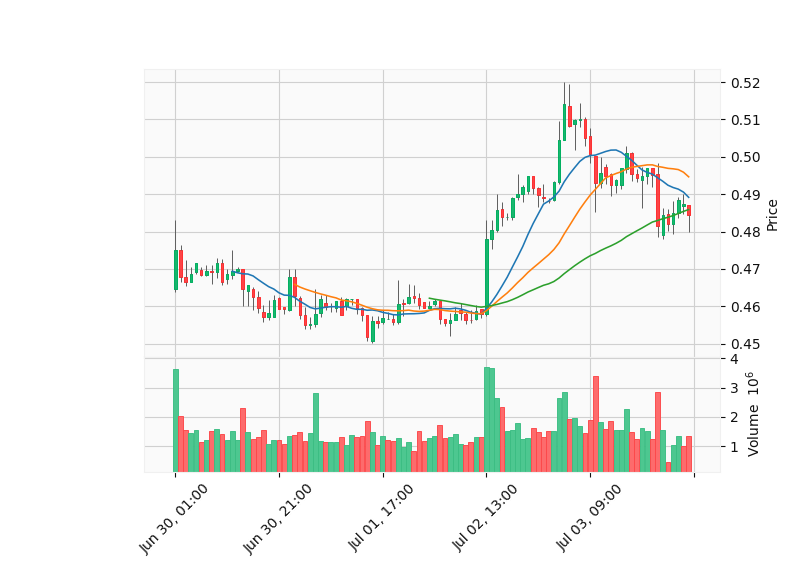 0.52
0.51
0.50
0.49
0.48
0.47
0.46
0.45
Price
4
3
2
1
Volume 10^6
Jun 30, 01:00
Jun 30, 21:00
Jul 01, 17:00
Jul 02, 13:00
Jul 03, 09:00